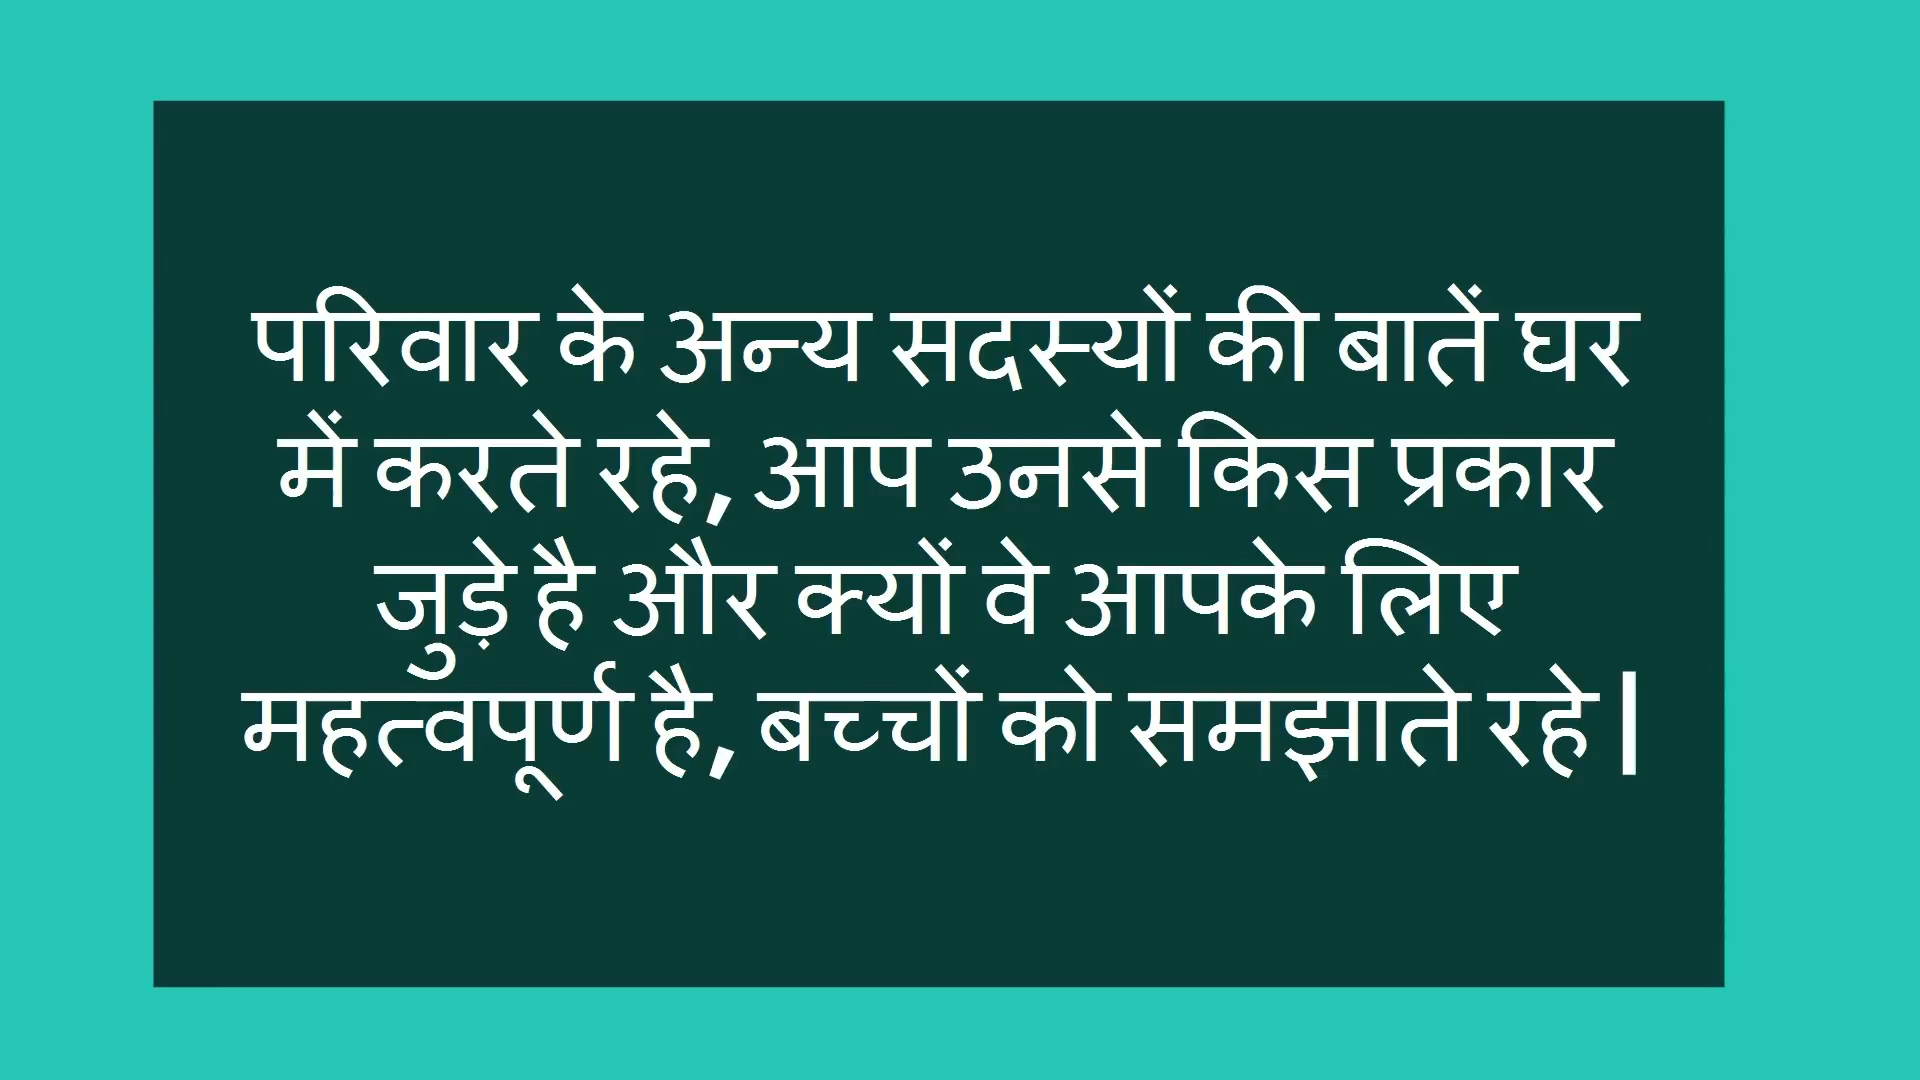 परिवार के अन्य सदस्यों की बातें घर
में करते रहे, आप उनसे किस प्रकार
जुड़े है और क्यों वे आपके लिए
महत्वपूर्ण है, बच्चों को समझाते रहे |